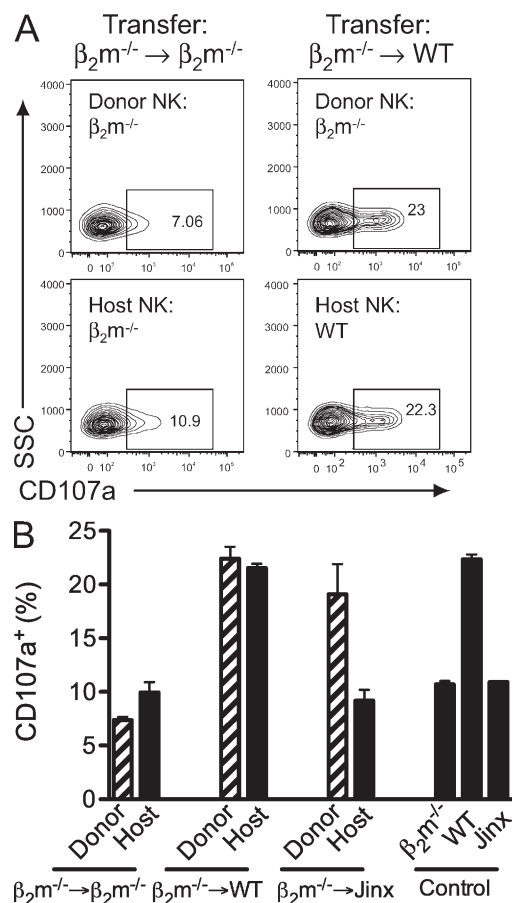 A
Transfer: Transfer:
β2m-/- → β2m-/- β2m-/- → WT
4000 4000
Donor NK: Donor NK:
β2m-/- β2m-/-
3000 3000
2000 2000
1000 7.06 1000 23
0 0
0 10² 10³ 10⁴ 10⁵ 0 10² 10³ 10⁴ 10⁵
4000 4000
Host NK: Host NK:
β2m-/- WT
3000 3000
2000 2000
1000 10.9 1000 22.3
0 0
0 10² 10³ 10⁴ 10⁵ 0 10² 10³ 10⁴ 10⁵
SSC
CD107a
B
25
20
15
10
5
0
CD107a+ (%)
Donor Host Donor Host Donor Host β2m-/- WT Jinx
β2m-/-→β2m-/- β2m-/-→WT β2m-/-→Jinx Control